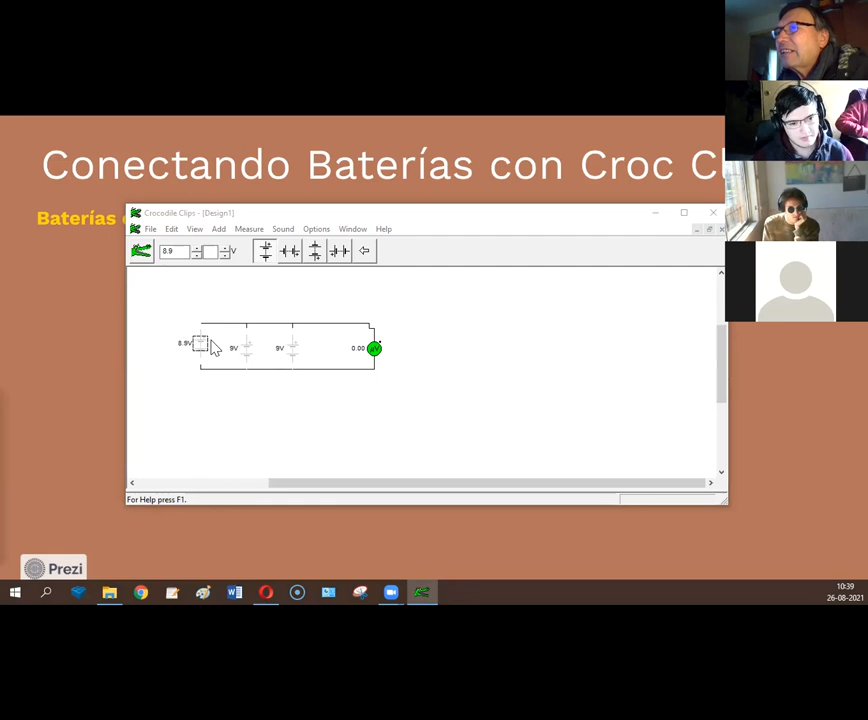 Conectando Baterías con Croc Cl
Baterías
Crocodile Clips - [Design1]
File Edit View Add Measure Sound Options Window Help
8.9 V
8.9V 9V 9V 0.00
For Help press F1.
Prezi
10:39
26-08-2021